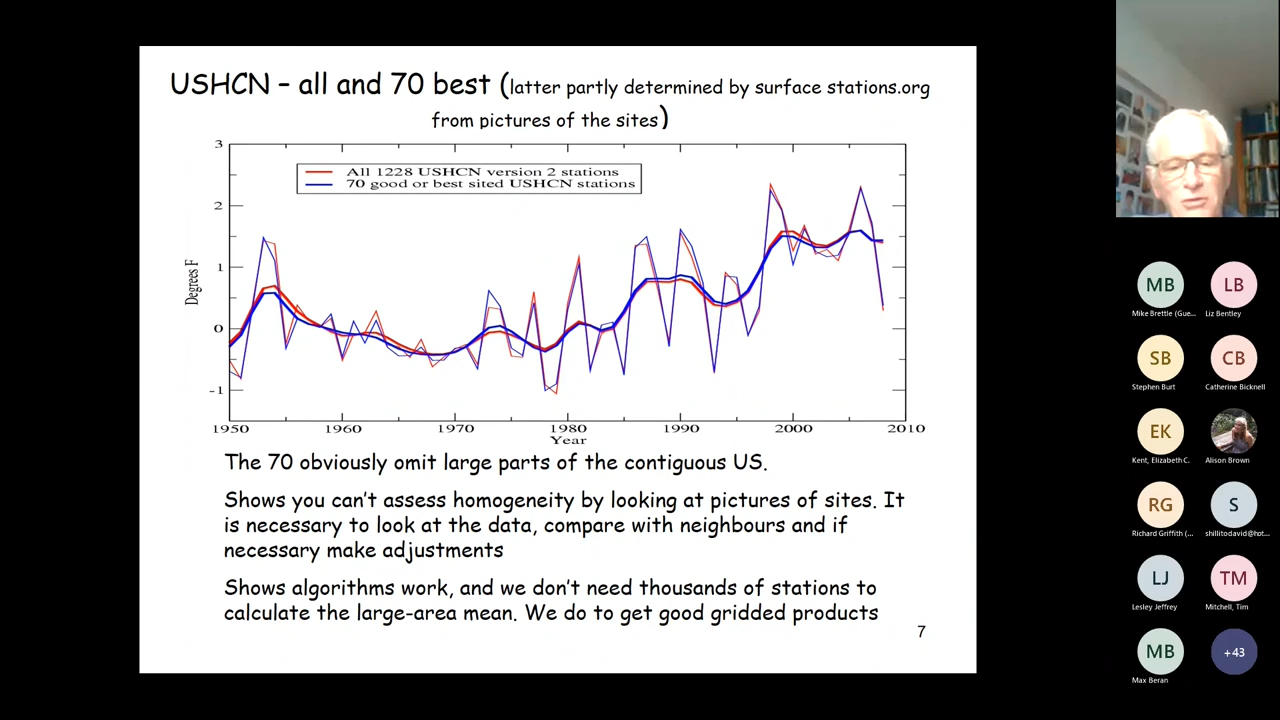 USHCN – all and 70 best (latter partly determined by surface stations.org
from pictures of the sites)
3
2
1
0
-1
Degrees F
All 1228 USHCN version 2 stations
70 good or best sited USHCN stations
1950
1960
1970
1980
1990
2000
2010
Year
The 70 obviously omit large parts of the contiguous US.
Shows you can't assess homogeneity by looking at pictures of sites. It
is necessary to look at the data, compare with neighbours and if
necessary make adjustments
Shows algorithms work, and we don't need thousands of stations to
calculate the large-area mean. We do to get good gridded products
7
MB
LB
Mike Brettle (Gue...
Liz Bentley
SB
CB
Stephen Burt
Catherine Bicknell
EK
Kent, Elizabeth C.
Alison Brown
RG
S
Richard Griffith (...
shillitodavid@hot...
LJ
TM
Lesley Jeffrey
Mitchell, Tim
MB
+43
Max Beran